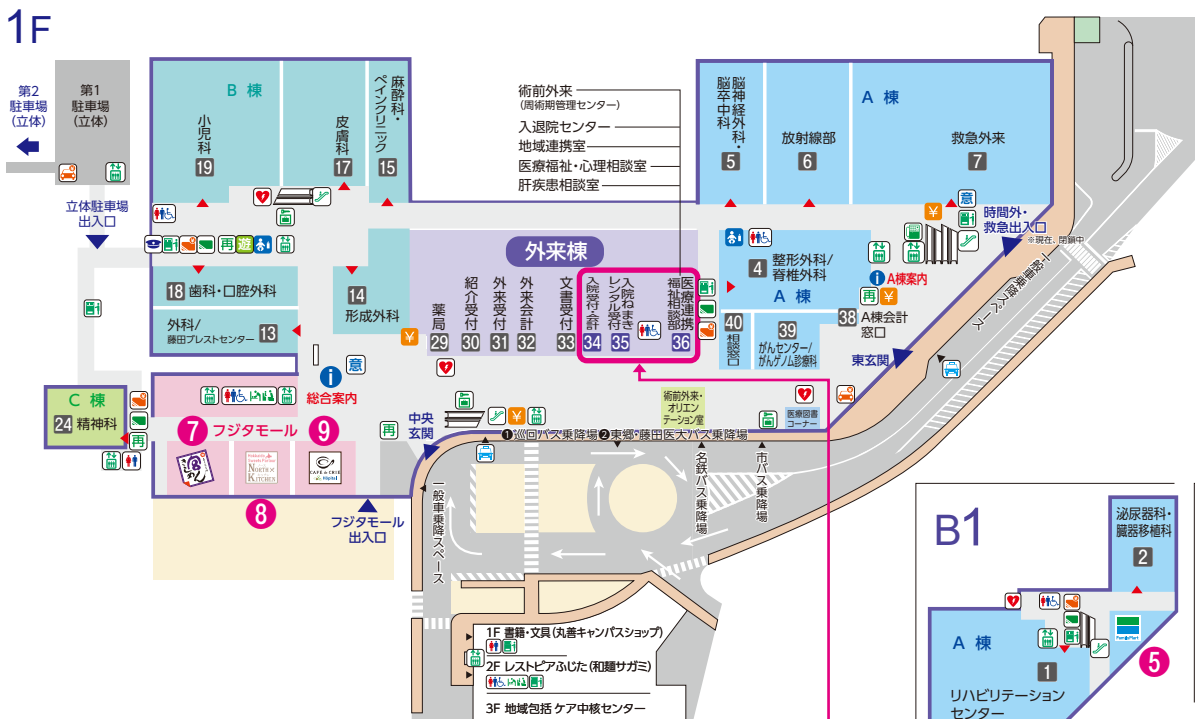 1F
第2
駐車場
(立体)
第1
駐車場
(立体)
立体駐車場
出入口
B 棟
小児科
19
皮膚科
17
麻酔科・
ペインクリニック
15
術前外来
(周術期管理センター)
入退院センター
地域連携室
医療福祉・心理相談室
肝疾患相談室
脳神経外科・
脳卒中科
5
放射線部
6
A 棟
救急外来
7
意
時間外・
救急出入口
※現在、閉鎖中
一般車乗降スペース
再
遊
18 歯科・口腔外科
外科/
藤田ブレストセンター 13
14
形成外科
¥
外来棟
薬局
29
紹介受付
30
外来受付
31
外来会計
32
文書受付
33
入院受付・会計
34
入院ねまき
レンタル受付
35
医療連携
福祉相談部
36
4 整形外科/
脊椎外科
A 棟
40
相談窓口
39
がんセンター/
がんゲノム診療科
¥
i A棟案内
再 ¥
38 A棟会計
窓口
東玄関
C 棟
24 精神科
再
i
総合案内
意
7 フジタモール 9
CAFÉ de CRIÉ
8
フジタモール
出入口
再
中央
玄関
¥
術前外来・
オリエン
テーション室
医療図書
コーナー
❶巡回バス乗降場 ❷東郷・藤田医大バス乗降場
名鉄バス乗降場
市バス乗降場
一般車乗降スペース
1F 書籍・文具(丸善キャンパスショップ)
2F レストピアふじた(和麺サガミ)
3F 地域包括 ケア中核センター
B1
泌尿器科・
臓器移植科
2
FamilyMart
5
A 棟
1
リハビリテーション
センター